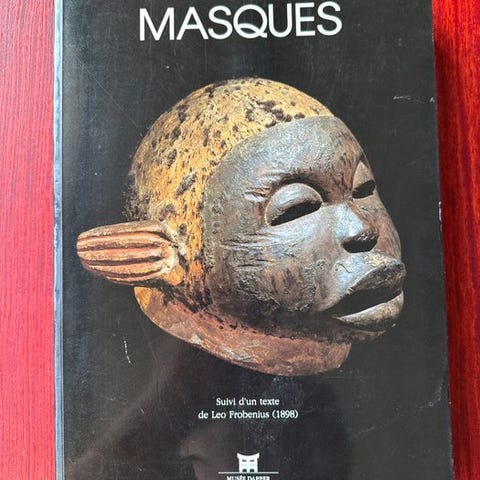 MASQUES
Suivi d'un texte
de Leo Frobenius (1898)
MUSÉE DAPPER